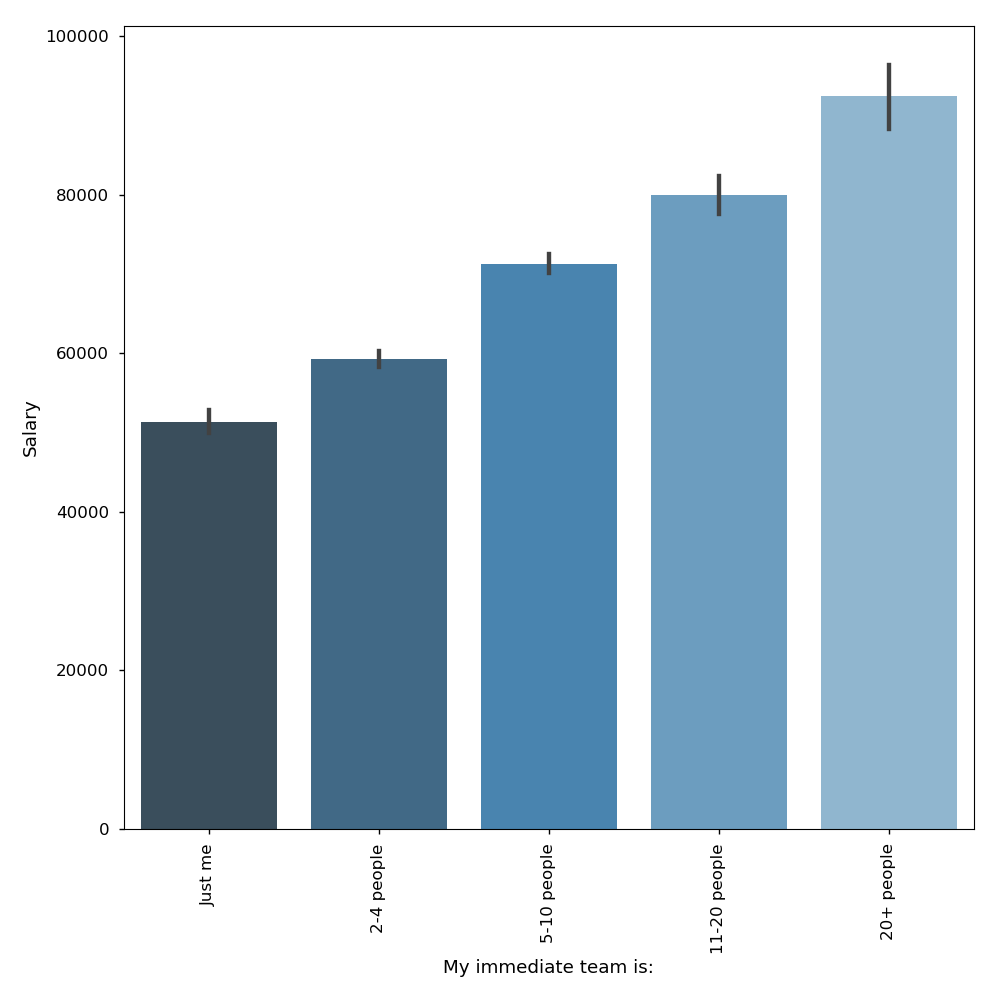 100000
80000
60000
40000
20000
0
Salary
Just me
2-4 people
5-10 people
11-20 people
20+ people
My immediate team is: